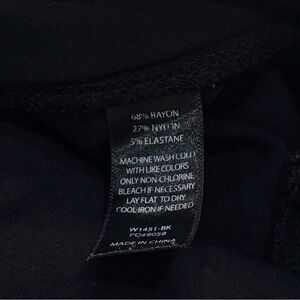 68% RAYON
27% NYLON
5% ELASTANE
MACHINE WASH COLD
WITH LIKE COLORS
ONLY NON-CHLORINE
BLEACH IF NECESSARY
LAY FLAT TO DRY
COOL IRON IF NEEDED
W1451-BK
PO#9058
MADE IN CHINA